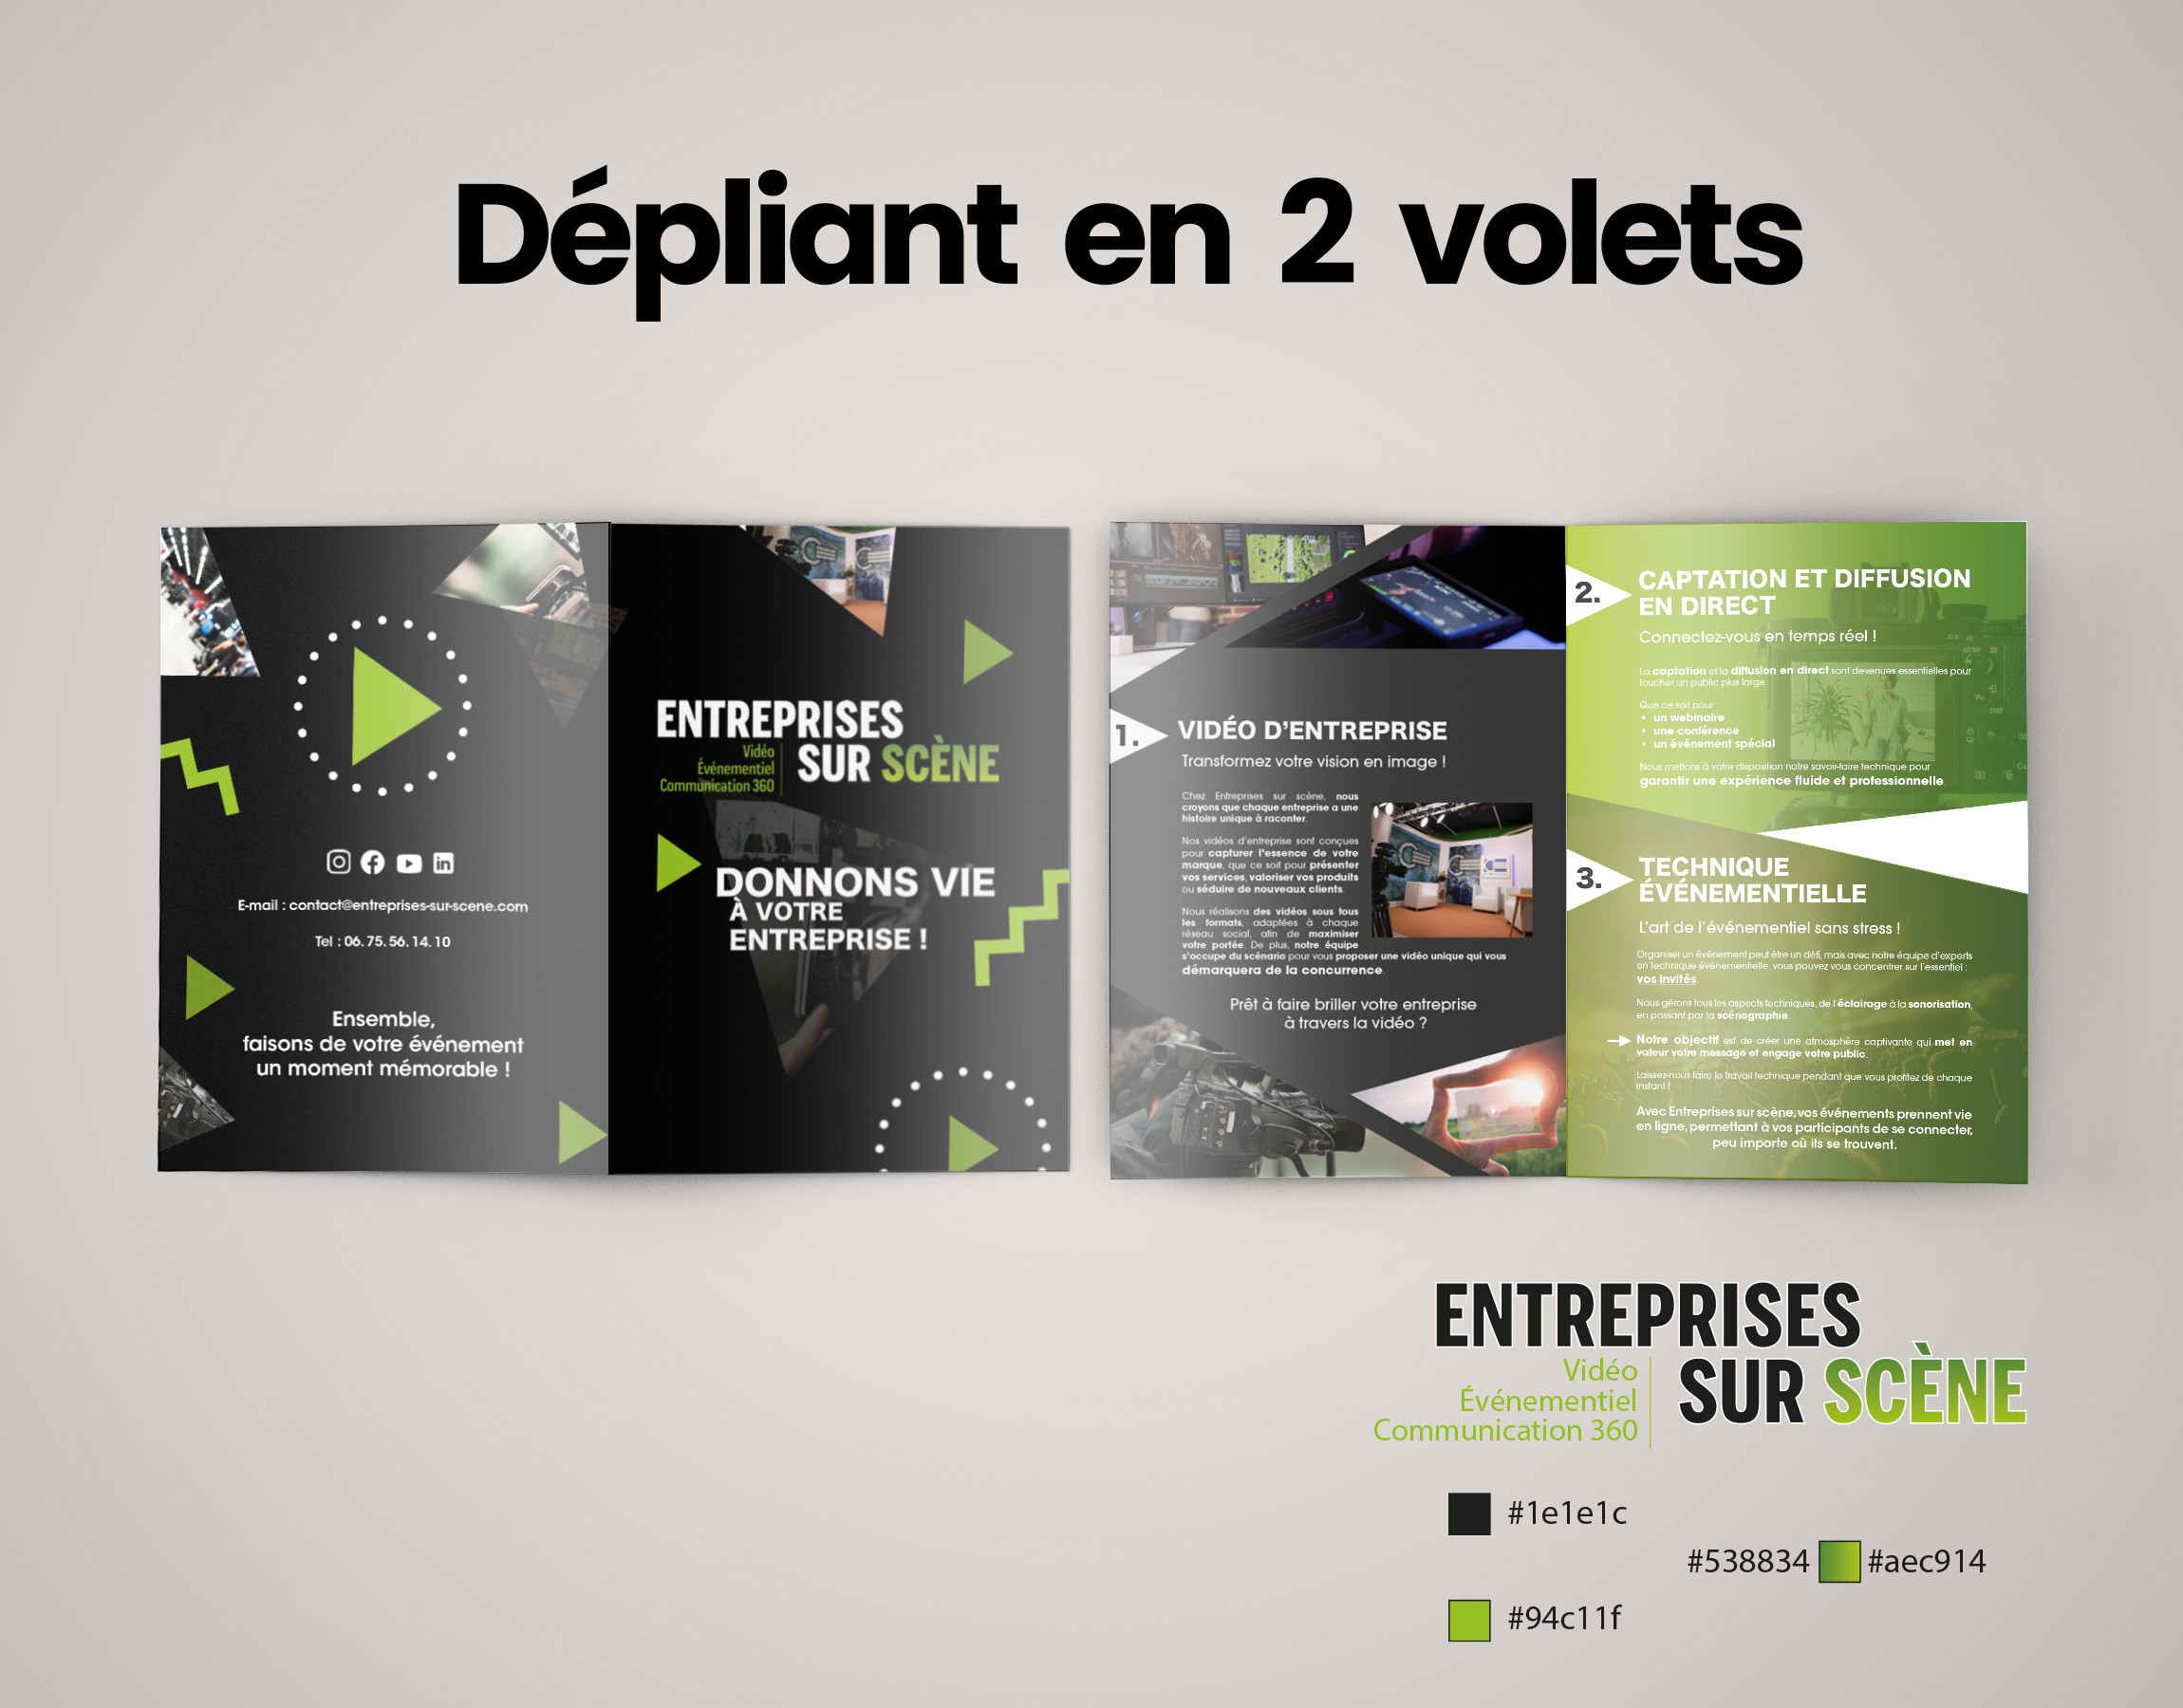 Dépliant en 2 volets
E-mail : contact@entreprises-sur-scene.com
Tel : 06. 75. 56. 14. 10
Ensemble,
faisons de votre événement
un moment mémorable !
ENTREPRISES
SUR SCÈNE
Vidéo
Événementiel
Communication 360
DONNONS VIE
À VOTRE
ENTREPRISE !
1.
VIDÉO D'ENTREPRISE
Transformez votre vision en image !
Chez Entreprises sur scène, nous
croyons que chaque entreprise a une
histoire unique à raconter.
Nos vidéos d'entreprise sont conçues
pour capturer l'essence de votre
marque, que ce soit pour présenter
vos services, valoriser vos produits
ou séduire de nouveaux clients.
Nous réalisons des vidéos sous tous
les formats, adaptées à chaque
réseau social, afin de maximiser
votre portée. De plus, notre équipe
s'occupe du scénario pour vous proposer une vidéo unique qui vous
démarquera de la concurrence.
Prêt à faire briller votre entreprise
à travers la vidéo ?
2.
CAPTATION ET DIFFUSION
EN DIRECT
Connectez-vous en temps réel !
La captation et la diffusion en direct sont devenues essentielles pour
toucher un public plus large.
Que ce soit pour :
• un webinaire
• une conférence
• un événement spécial
Nous mettons à votre disposition notre savoir-faire technique pour
garantir une expérience fluide et professionnelle.
3.
TECHNIQUE
ÉVÉNEMENTIELLE
L'art de l'événementiel sans stress !
Organiser un événement peut être un défi, mais avec notre équipe d'experts
en technique événementielle, vous pouvez vous concentrer sur l'essentiel :
vos invités.
Nous gérons tous les aspects techniques, de l'éclairage à la sonorisation,
en passant par la scénographie.
Notre objectif est de créer une atmosphère captivante qui met en
valeur votre message et engage votre public.
Laissez-nous faire le travail technique pendant que vous profitez de chaque
instant !
Avec Entreprises sur scène, vos événements prennent vie
en ligne, permettant à vos participants de se connecter,
peu importe où ils se trouvent.
ENTREPRISES
SUR SCÈNE
Vidéo
Événementiel
Communication 360
#1e1e1c
#538834
#aec914
#94c11f